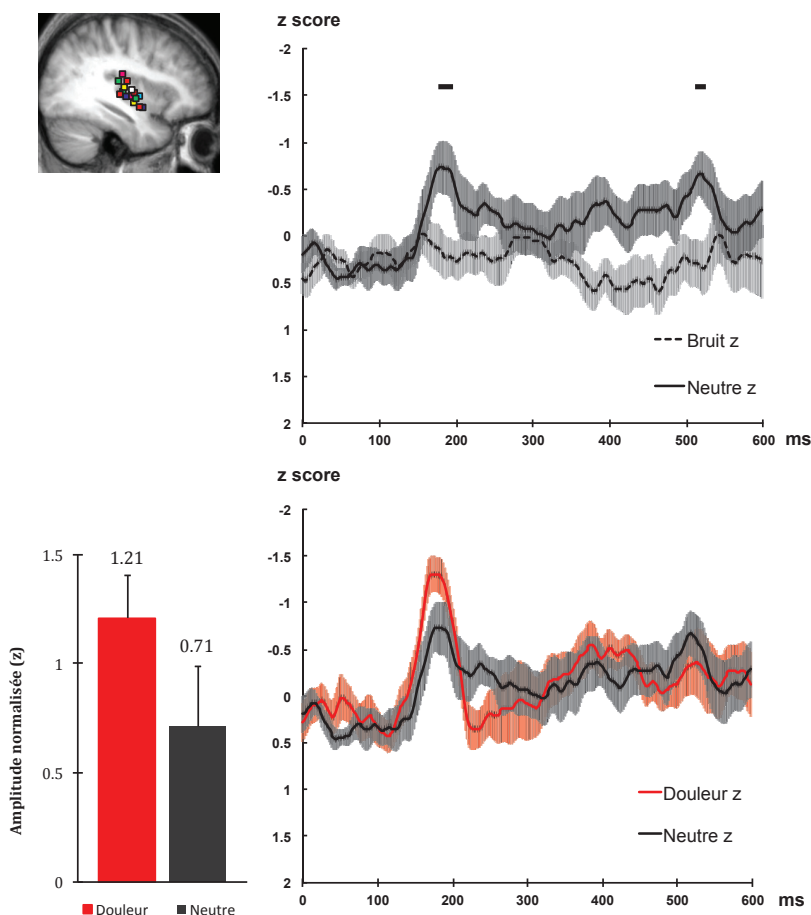 z score
-2
-1.5
-1
-0.5
0
0.5
1
1.5
2
0 100 200 300 400 500 600 ms
Bruit z
Neutre z
z score
-2
-1.5
-1
-0.5
0
0.5
1
1.5
2
0 100 200 300 400 500 600 ms
Douleur z
Neutre z
Amplitude normalisée (z)
1.5
1
0.5
0
1.21
0.71
Douleur Neutre